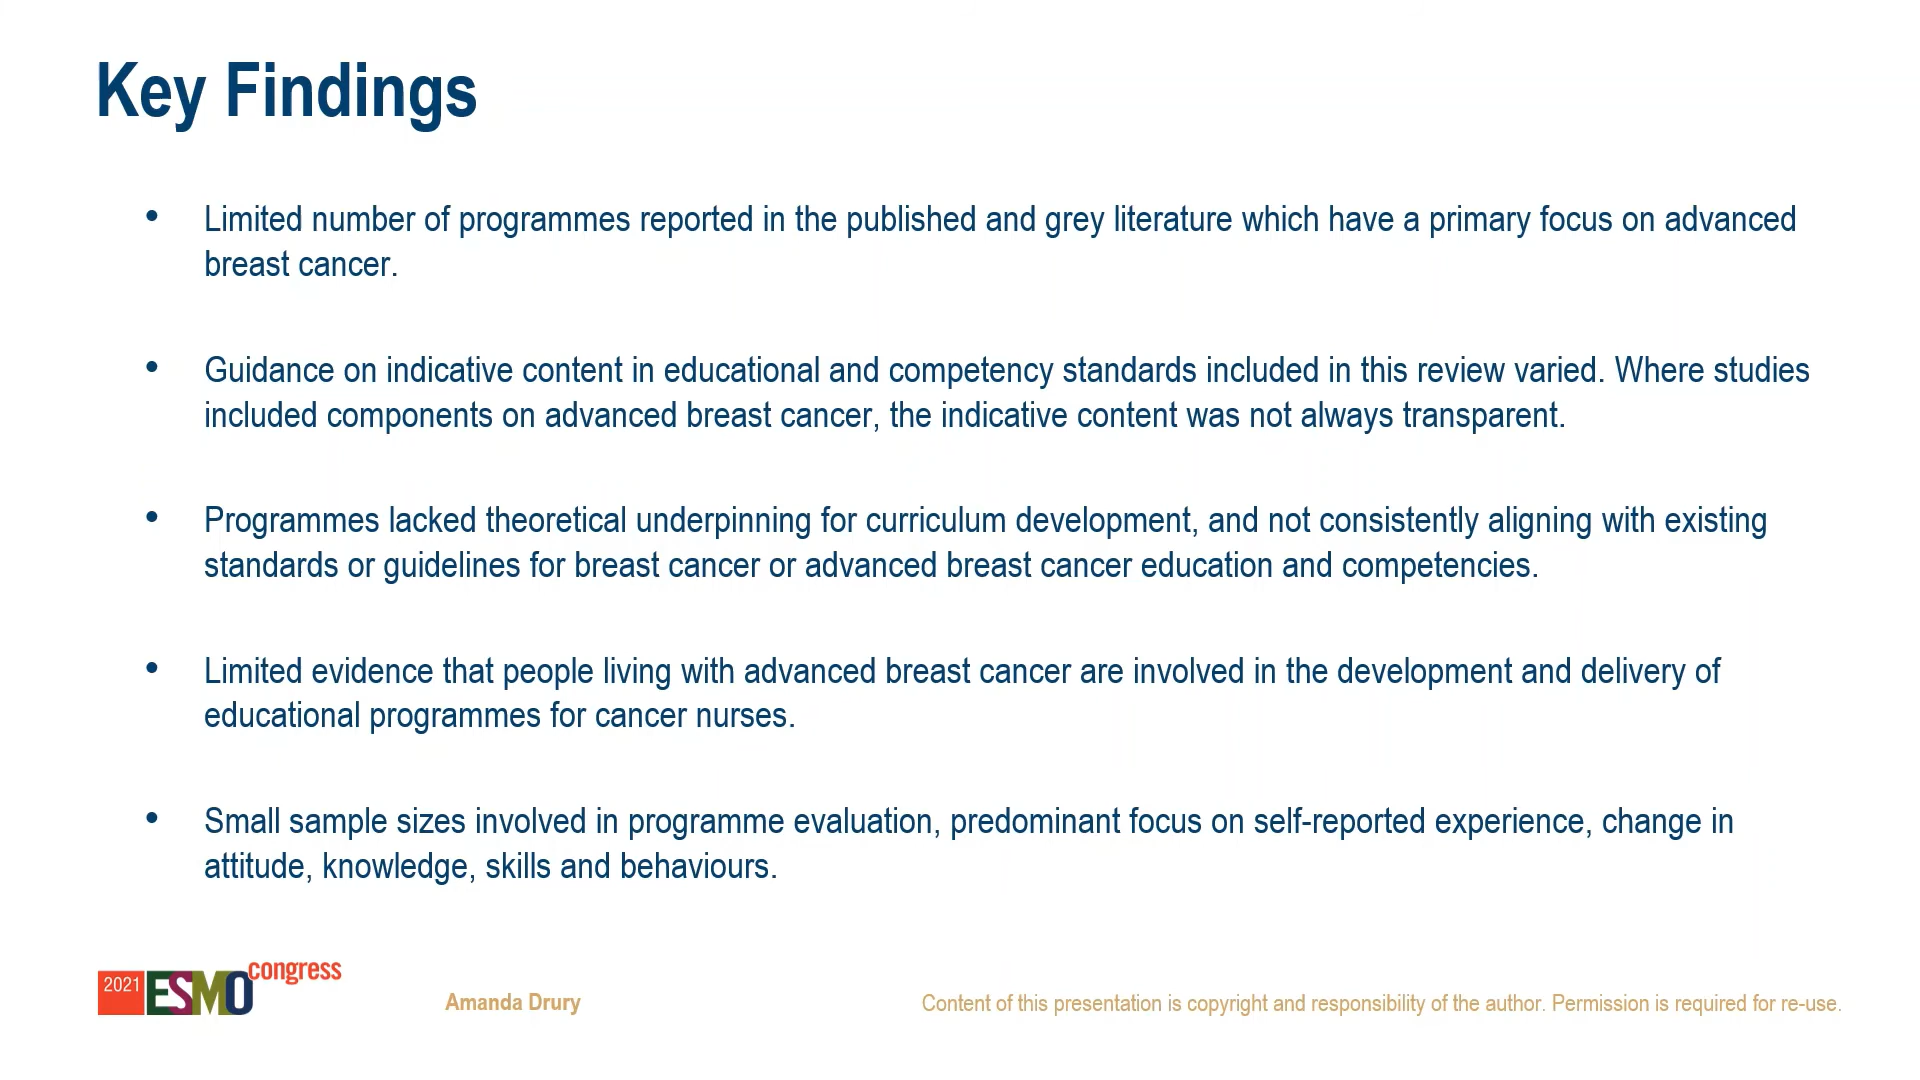 Key Findings
• Limited number of programmes reported in the published and grey literature which have a primary focus on advanced
breast cancer.
• Guidance on indicative content in educational and competency standards included in this review varied. Where studies
included components on advanced breast cancer, the indicative content was not always transparent.
• Programmes lacked theoretical underpinning for curriculum development, and not consistently aligning with existing
standards or guidelines for breast cancer or advanced breast cancer education and competencies.
• Limited evidence that people living with advanced breast cancer are involved in the development and delivery of
educational programmes for cancer nurses.
• Small sample sizes involved in programme evaluation, predominant focus on self-reported experience, change in
attitude, knowledge, skills and behaviours.
2021 ESMO congress
Amanda Drury
Content of this presentation is copyright and responsibility of the author. Permission is required for re-use.